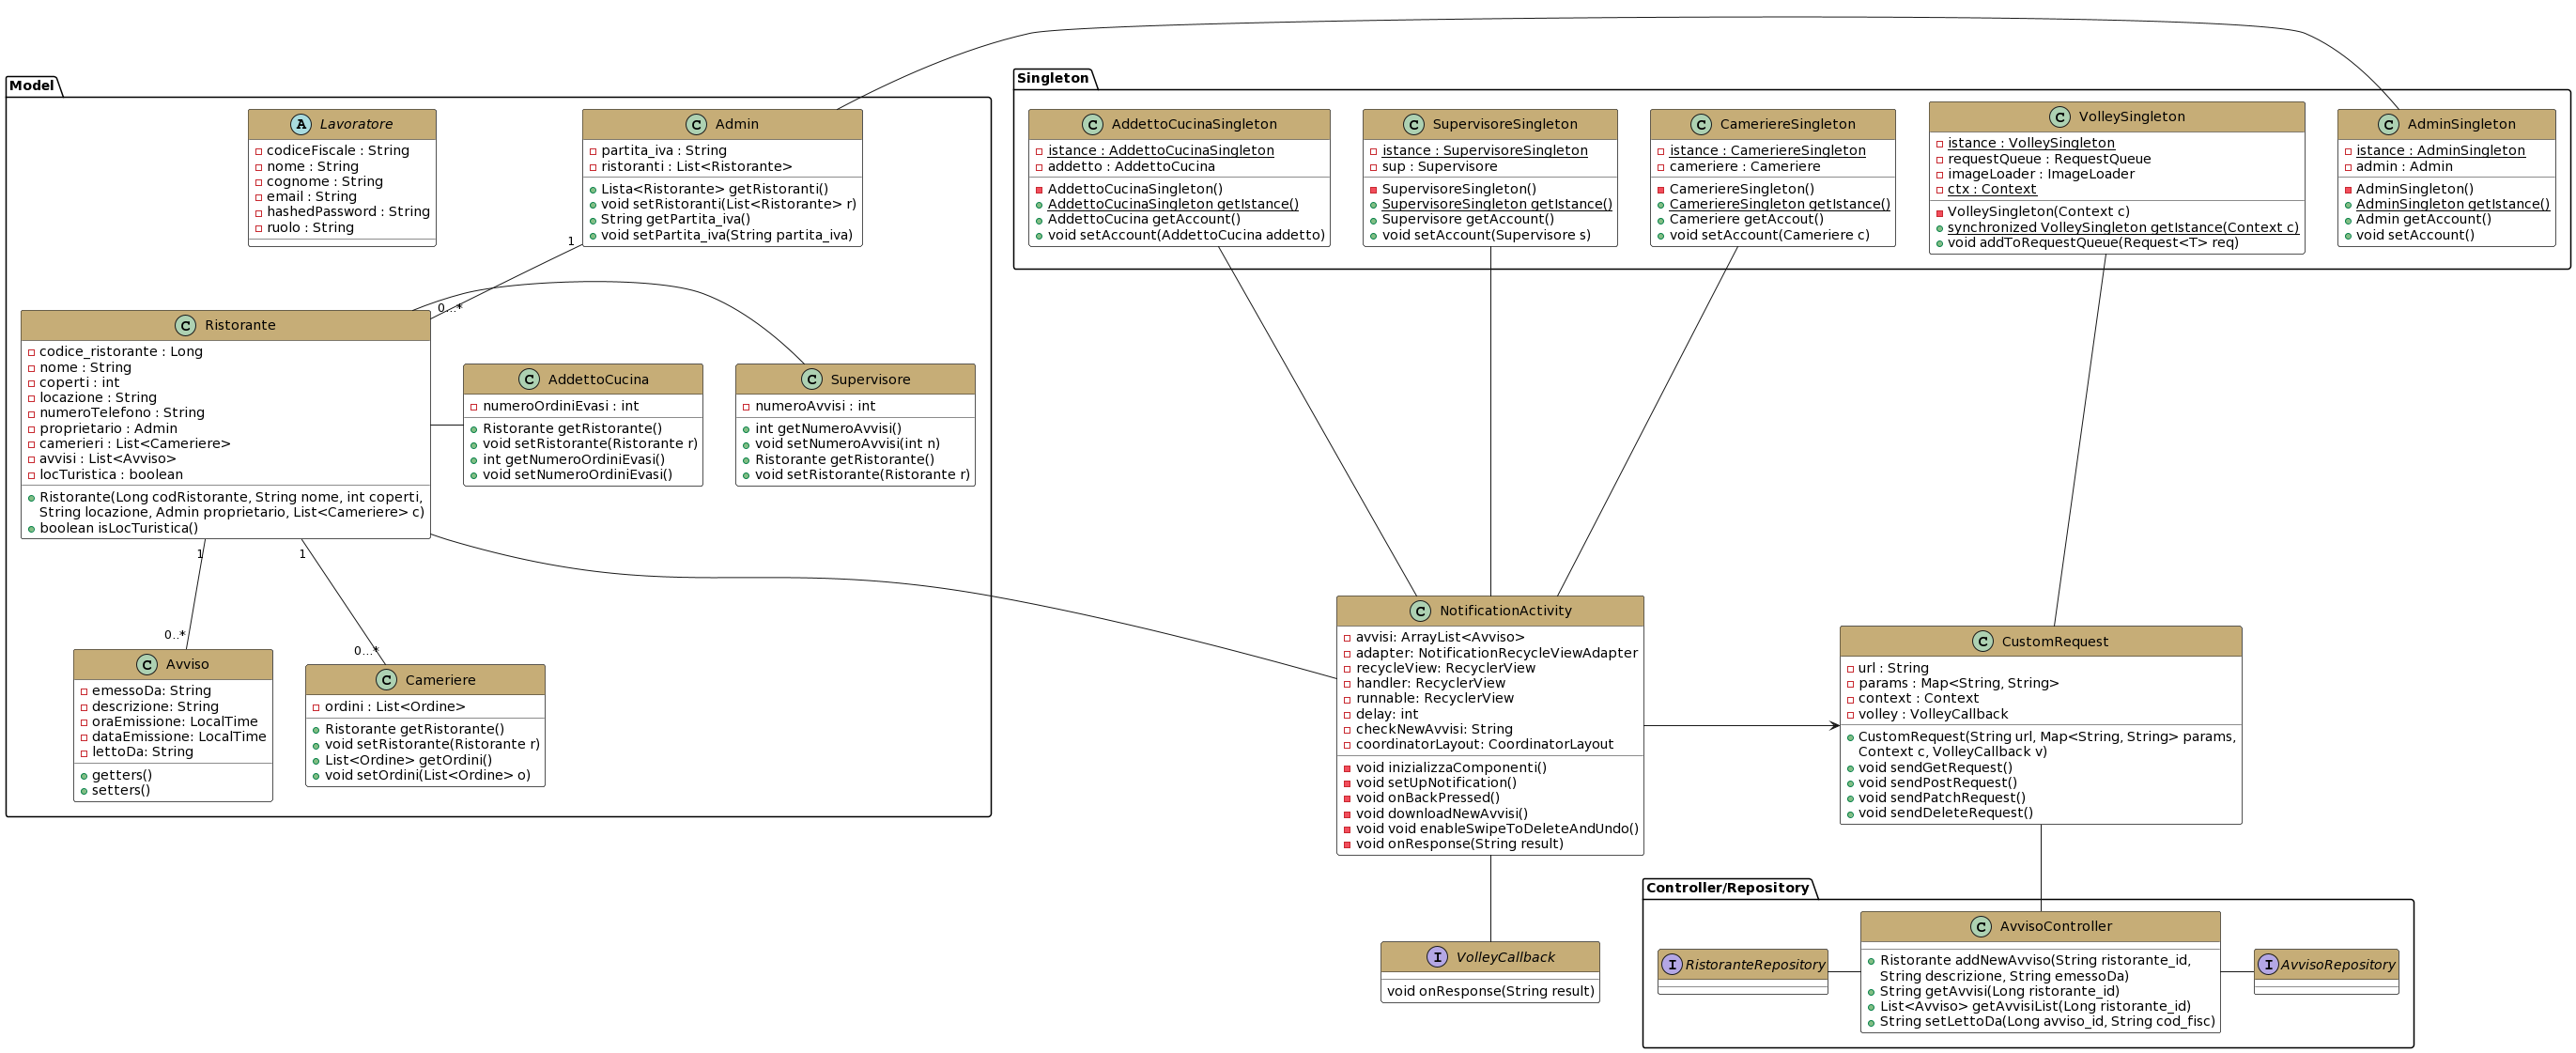 Model
A Lavoratore
codiceFiscale : String
nome : String
cognome : String
email : String
hashedPassword : String
ruolo : String
C Admin
partita_iva : String
ristoranti : List<Ristorante>
Lista<Ristorante> getRistoranti()
void setRistoranti(List<Ristorante> r)
String getPartita_iva()
void setPartita_iva(String partita_iva)
1
0...*
C Ristorante
codice_ristorante : Long
nome : String
coperti : int
locazione : String
numeroTelefono : String
proprietario : Admin
camerieri : List<Cameriere>
avvisi : List<Avviso>
locTuristica : boolean
Ristorante(Long codRistorante, String nome, int coperti,
String locazione, Admin proprietario, List<Cameriere> c)
boolean isLocTuristica()
C AddettoCucina
numeroOrdiniEvasi : int
Ristorante getRistorante()
void setRistorante(Ristorante r)
int getNumeroOrdiniEvasi()
void setNumeroOrdiniEvasi()
C Supervisore
numeroAvvisi : int
int getNumeroAvvisi()
void setNumeroAvvisi(int n)
Ristorante getRistorante()
void setRistorante(Ristorante r)
1
1
0..*
0...*
C Avviso
emessoDa: String
descrizione: String
oraEmissione: LocalTime
dataEmissione: LocalTime
lettoDa: String
getters()
setters()
C Cameriere
ordini : List<Ordine>
Ristorante getRistorante()
void setRistorante(Ristorante r)
List<Ordine> getOrdini()
void setOrdini(List<Ordine> o)
Singleton
C AddettoCucinaSingleton
istance : AddettoCucinaSingleton
addetto : AddettoCucina
AddettoCucinaSingleton()
AddettoCucinaSingleton getIstance()
AddettoCucina getAccount()
void setAccount(AddettoCucina addetto)
C SupervisoreSingleton
istance : SupervisoreSingleton
sup : Supervisore
SupervisoreSingleton()
SupervisoreSingleton getIstance()
Supervisore getAccount()
void setAccount(Supervisore s)
C CameriereSingleton
istance : CameriereSingleton
cameriere : Cameriere
CameriereSingleton()
CameriereSingleton getIstance()
Cameriere getAccout()
void setAccount(Cameriere c)
C VolleySingleton
istance : VolleySingleton
requestQueue : RequestQueue
imageLoader : ImageLoader
ctx : Context
VolleySingleton(Context c)
synchronized VolleySingleton getIstance(Context c)
void addToRequestQueue(Request<T> req)
C AdminSingleton
istance : AdminSingleton
admin : Admin
AdminSingleton()
AdminSingleton getIstance()
Admin getAccount()
void setAccount()
C NotificationActivity
avvisi: ArrayList<Avviso>
adapter: NotificationRecycleViewAdapter
recycleView: RecyclerView
handler: RecyclerView
runnable: RecyclerView
delay: int
checkNewAvvisi: String
coordinatorLayout: CoordinatorLayout
void inizializzaComponenti()
void setUpNotification()
void onBackPressed()
void downloadNewAvvisi()
void void enableSwipeToDeleteAndUndo()
void onResponse(String result)
C CustomRequest
url : String
params : Map<String, String>
context : Context
volley : VolleyCallback
CustomRequest(String url, Map<String, String> params,
Context c, VolleyCallback v)
void sendGetRequest()
void sendPostRequest()
void sendPatchRequest()
void sendDeleteRequest()
I VolleyCallback
void onResponse(String result)
Controller/Repository
I RistoranteRepository
C AvvisoController
Ristorante addNewAvviso(String ristorante_id,
String descrizione, String emessoDa)
String getAvvisi(Long ristorante_id)
List<Avviso> getAvvisiList(Long ristorante_id)
String setLettoDa(Long avviso_id, String cod_fisc)
I AvvisoRepository